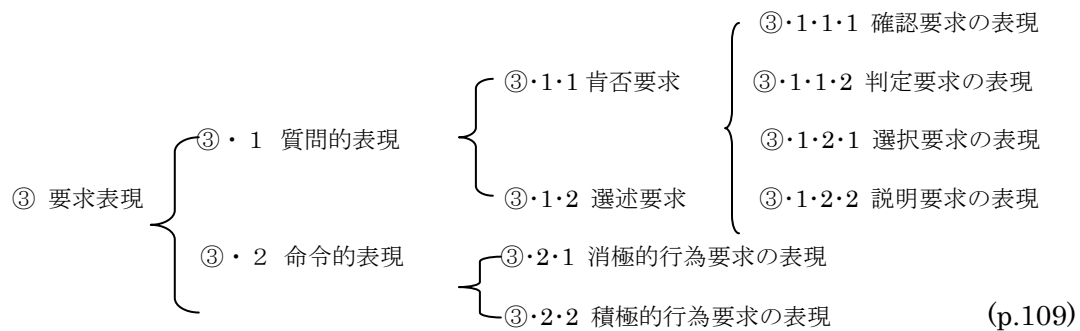 ③・1・1・1 確認要求の表現
③・1・1 肯否要求
③・1・1・2 判定要求の表現
③・1 質問的表現
③・1・2・1 選択要求の表現
③ 要求表現
③・1・2 選述要求
③・1・2・2 説明要求の表現
③・2 命令的表現
③・2・1 消極的行為要求の表現
③・2・2 積極的行為要求の表現
(p.109)